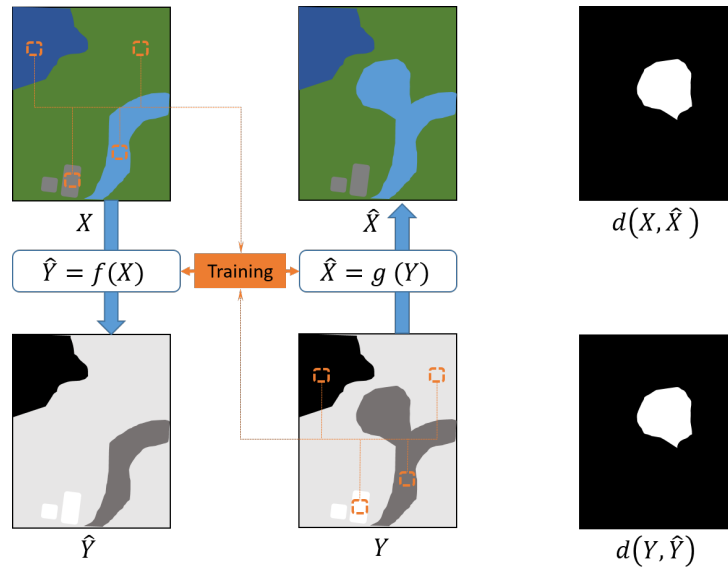 X
X̂
d(X, X̂ )
Ŷ = f(X)
Training
X̂ = g (Y)
Ŷ
Y
d(Y, Ŷ)